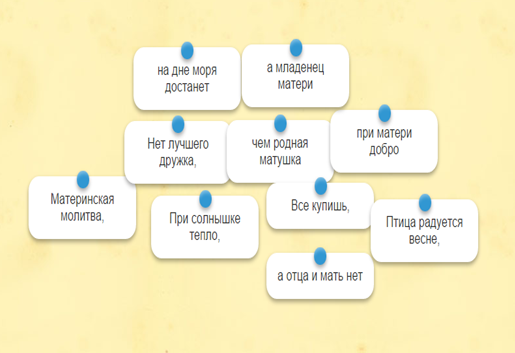 на дне моря
достанет
а младенец
матери
Нет лучшего
дружка,
чем родная
матушка
при матери
добро
Материнская
молитва,
При солнышке
тепло,
Все купишь,
Птица радуется
весне,
а отца и мать нет